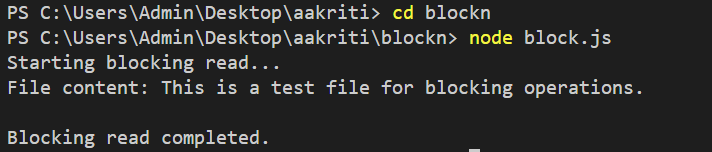 PS C:\Users\Admin\Desktop\aakriti> cd blockn
PS C:\Users\Admin\Desktop\aakriti\blockn> node block.js
Starting blocking read...
File content: This is a test file for blocking operations.
Blocking read completed.